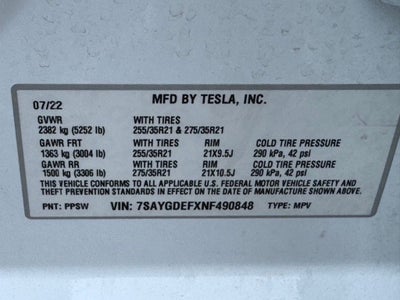 07/22 MFD BY TESLA, INC.
GVWR WITH TIRES
2382 kg (5252 lb) 255/35R21 & 275/35R21
GAWR FRT WITH TIRES RIM COLD TIRE PRESSURE
1363 kg (3004 lb) 255/35R21 21X9.5J 290 kPa, 42 psi
GAWR RR WITH TIRES RIM COLD TIRE PRESSURE
1500 kg (3306 lb) 275/35R21 21X10.5J 290 kPa, 42 psi
THIS VEHICLE CONFORMS TO ALL APPLICABLE U.S. FEDERAL MOTOR VEHICLE SAFETY AND
THEFT PREVENTION STANDARDS IN EFFECT ON THE DATE OF MANUFACTURE SHOWN ABOVE.
PNT: PPSW VIN: 7SAYGDEFXNF490848 TYPE: MPV